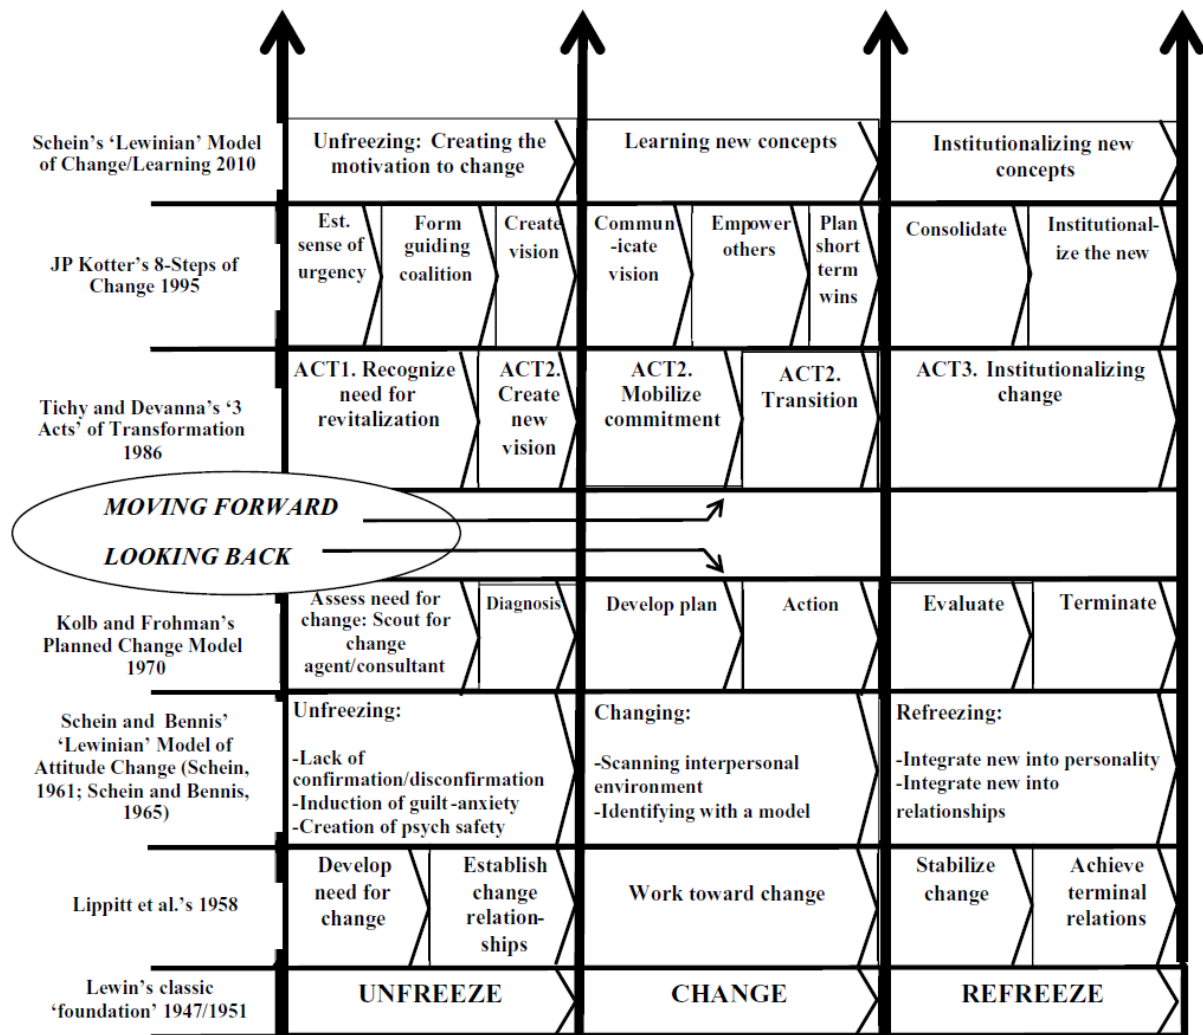 Schein's 'Lewinian' Model
of Change/Learning 2010
Unfreezing: Creating the
motivation to change
Learning new concepts
Institutionalizing new
concepts
JP Kotter's 8-Steps of
Change 1995
Est.
sense of
urgency
Form
guiding
coalition
Create
vision
Commun
-icate
vision
Empower
others
Plan
short
term
wins
Consolidate
Institutional-
ize the new
Tichy and Devanna's '3
Acts' of Transformation
1986
ACT1. Recognize
need for
revitalization
ACT2.
Create
new
vision
ACT2.
Mobilize
commitment
ACT2.
Transition
ACT3. Institutionalizing
change
MOVING FORWARD
LOOKING BACK
Kolb and Frohman's
Planned Change Model
1970
Assess need for
change: Scout for
change
agent/consultant
Diagnosis
Develop plan
Action
Evaluate
Terminate
Schein and Bennis'
'Lewinian' Model of
Attitude Change (Schein,
1961; Schein and Bennis,
1965)
Unfreezing:
-Lack of
confirmation/disconfirmation
-Induction of guilt-anxiety
-Creation of psych safety
Changing:
-Scanning interpersonal
environment
-Identifying with a model
Refreezing:
-Integrate new into personality
-Integrate new into
relationships
Lippitt et al.'s 1958
Develop
need for
change
Establish
change
relation-
ships
Work toward change
Stabilize
change
Achieve
terminal
relations
Lewin's classic
'foundation' 1947/1951
UNFREEZE
CHANGE
REFREEZE